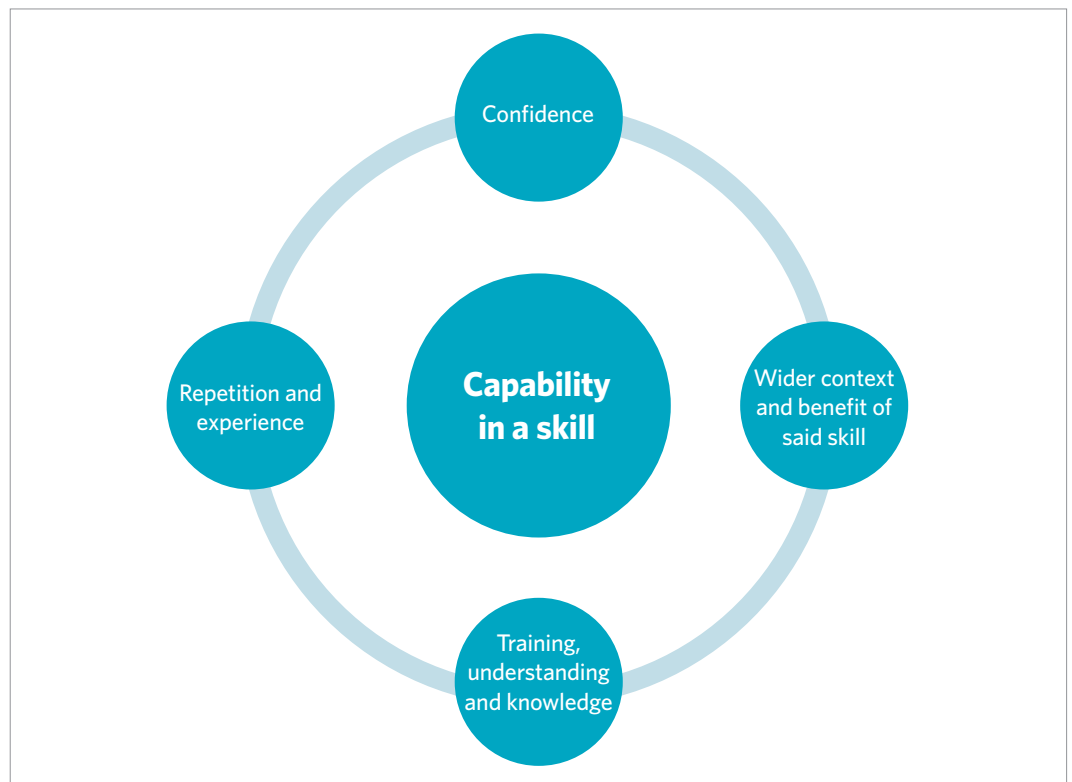 Confidence
Repetition and
experience
Capability
in a skill
Wider context
and benefit of
said skill
Training,
understanding
and knowledge